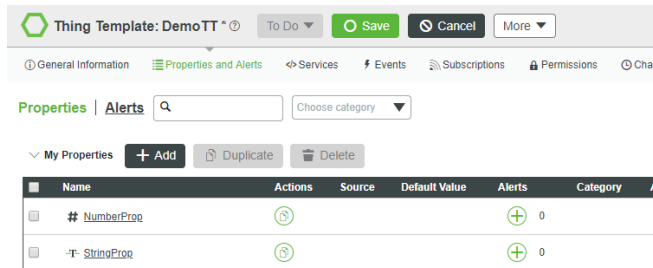 Thing Template: DemoTT * To Do Save Cancel More
General Information Properties and Alerts Services Events Subscriptions Permissions Cha
Properties | Alerts Choose category
My Properties Add Duplicate Delete
Name Actions Source Default Value Alerts Category
# NumberProp 0
-T- StringProp 0